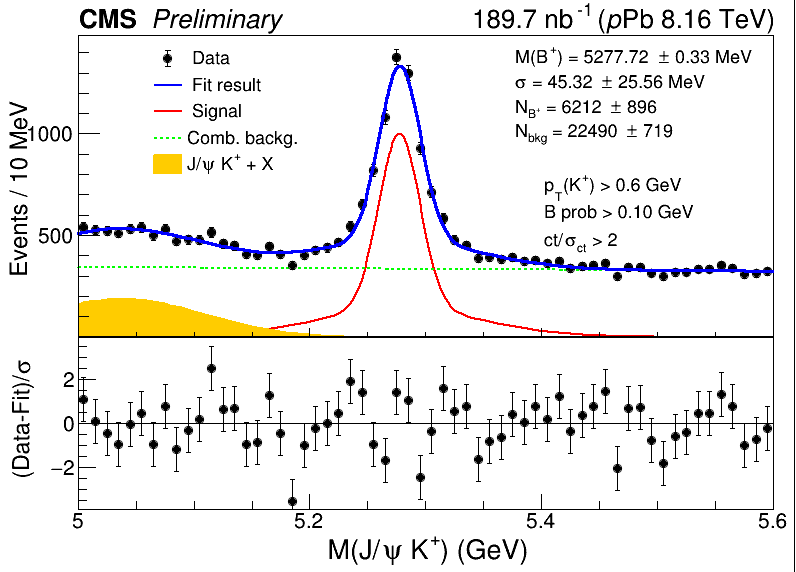 CMS Preliminary 189.7 nb⁻¹ (pPb 8.16 TeV)
Data
Fit result
Signal
Comb. backg.
J/ψ K⁺ + X
M(B⁺) = 5277.72 ± 0.33 MeV
σ = 45.32 ± 25.56 MeV
N_B⁺ = 6212 ± 896
N_bkg = 22490 ± 719
p_T(K⁺) > 0.6 GeV
B prob > 0.10 GeV
ct/σ_ct > 2
Events / 10 MeV
1000
500
(Data-Fit)/σ
2
0
−2
5 5.2 5.4 5.6
M(J/ψ K⁺) (GeV)